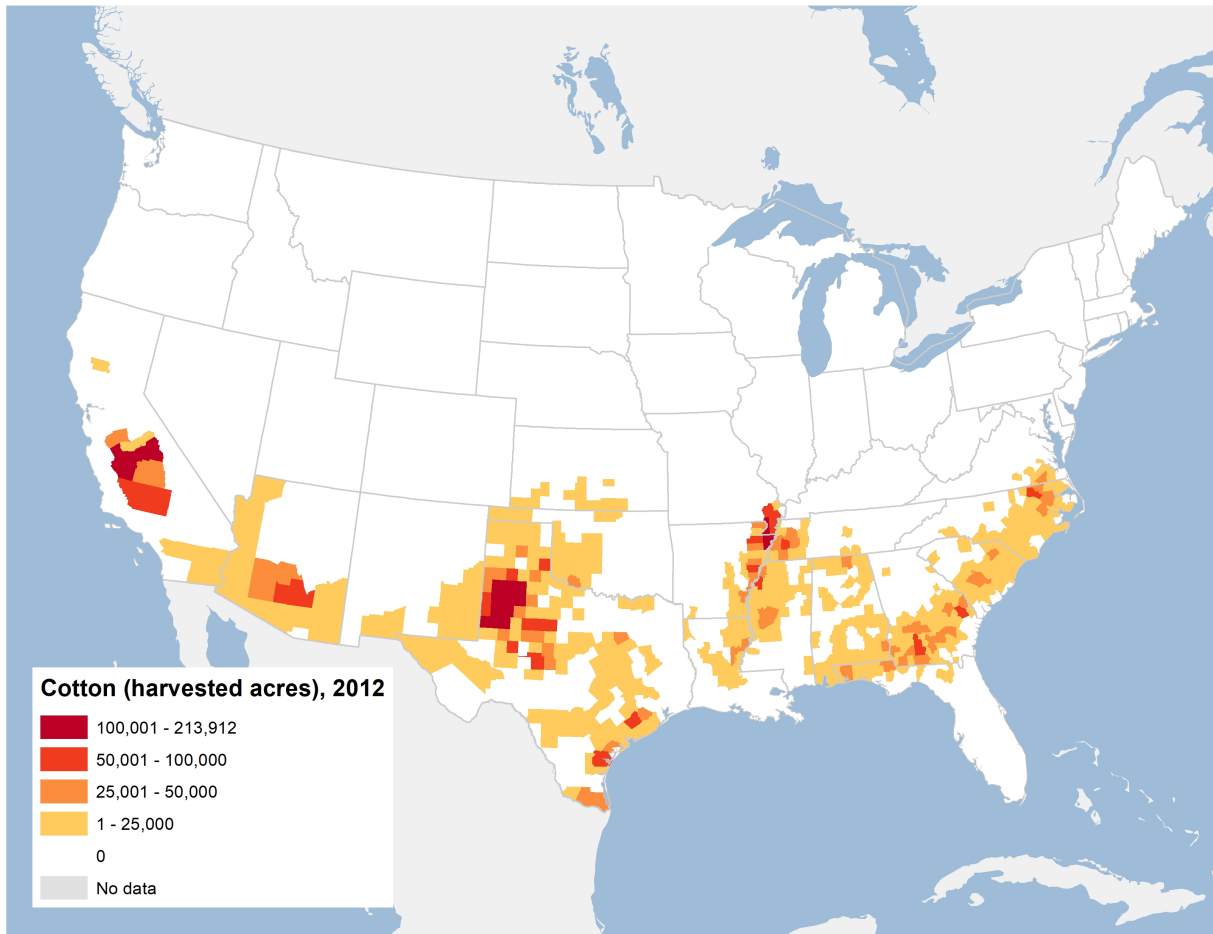 Cotton (harvested acres), 2012
100,001 - 213,912
50,001 - 100,000
25,001 - 50,000
1 - 25,000
0
No data